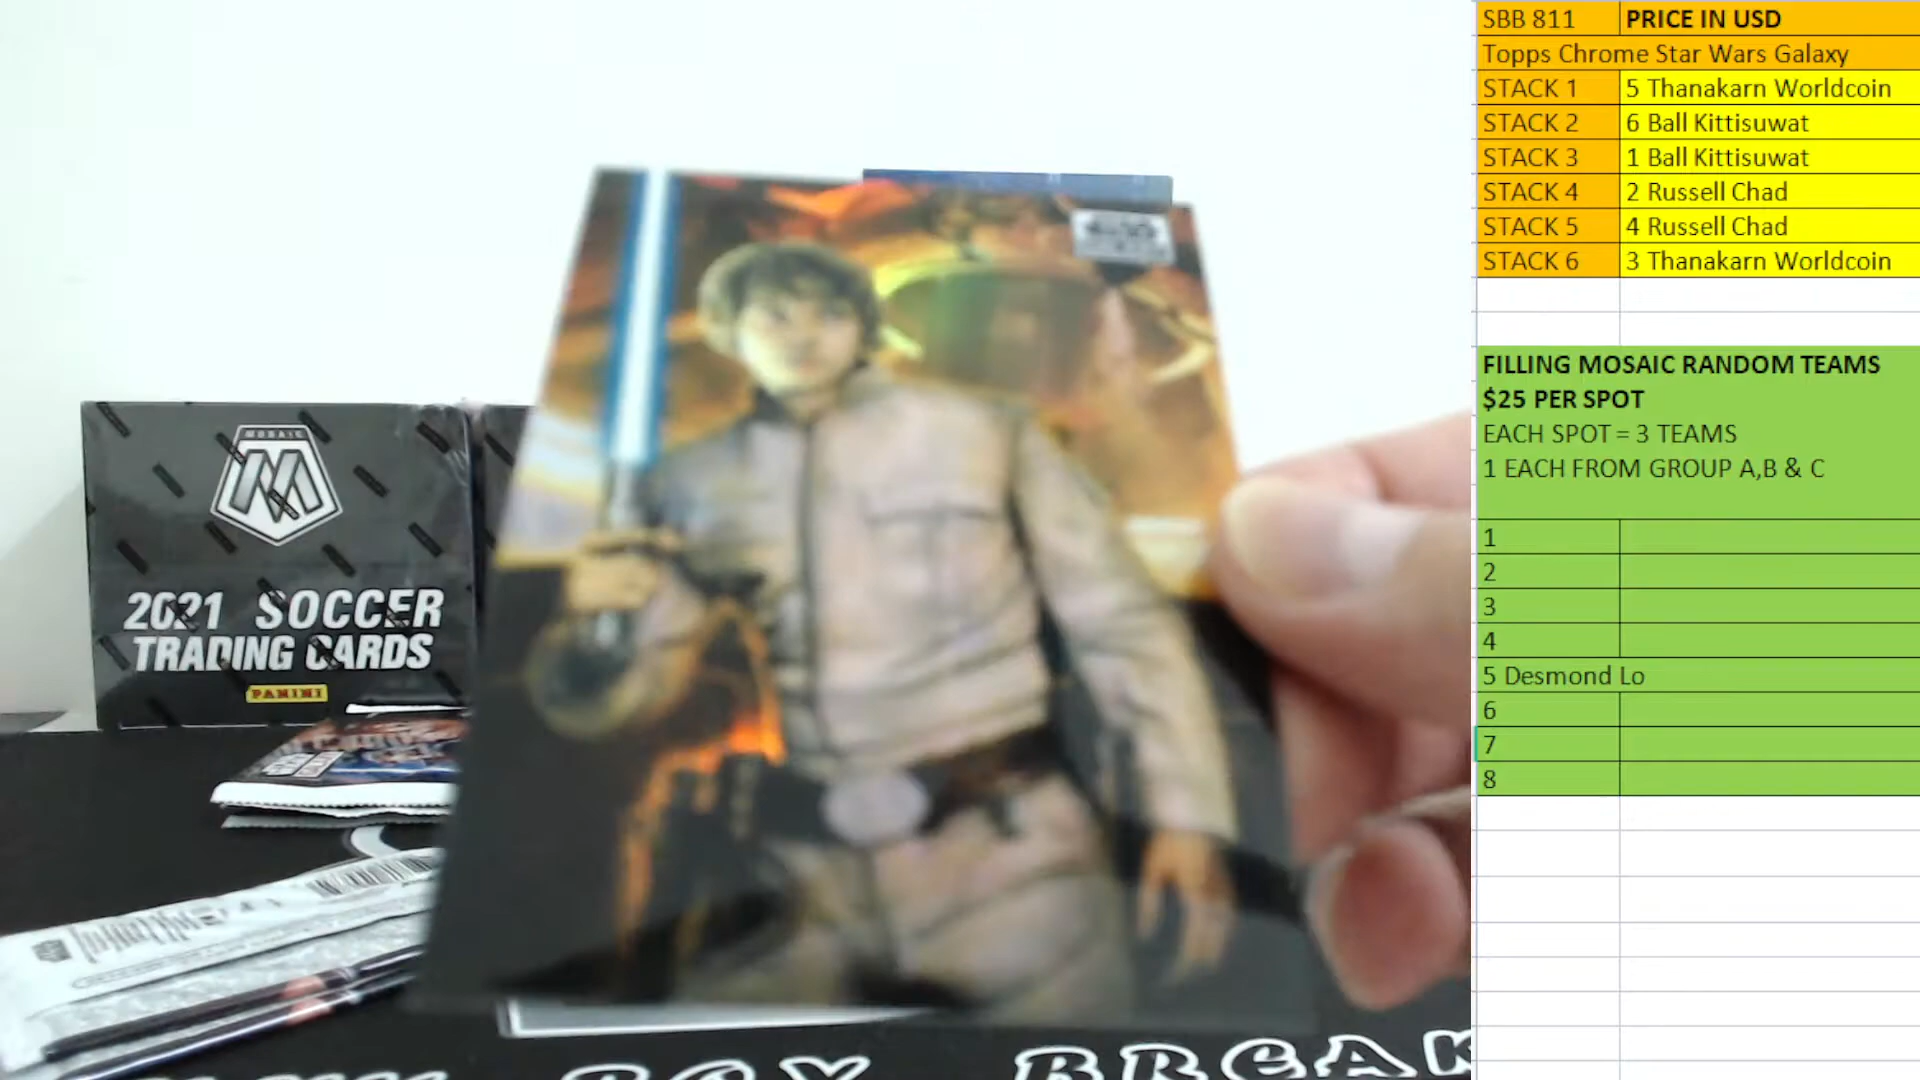 SBB 811 PRICE IN USD
Topps Chrome Star Wars Galaxy
STACK 1 5 Thanakarn Worldcoin
STACK 2 6 Ball Kittisuwat
STACK 3 1 Ball Kittisuwat
STACK 4 2 Russell Chad
STACK 5 4 Russell Chad
STACK 6 3 Thanakarn Worldcoin
FILLING MOSAIC RANDOM TEAMS
$25 PER SPOT
EACH SPOT = 3 TEAMS
1 EACH FROM GROUP A,B & C
1
2
3
4
5 Desmond Lo
6
7
8
MOSAIC
2021 SOCCER
TRADING CARDS
PANINI
BOX BREAK